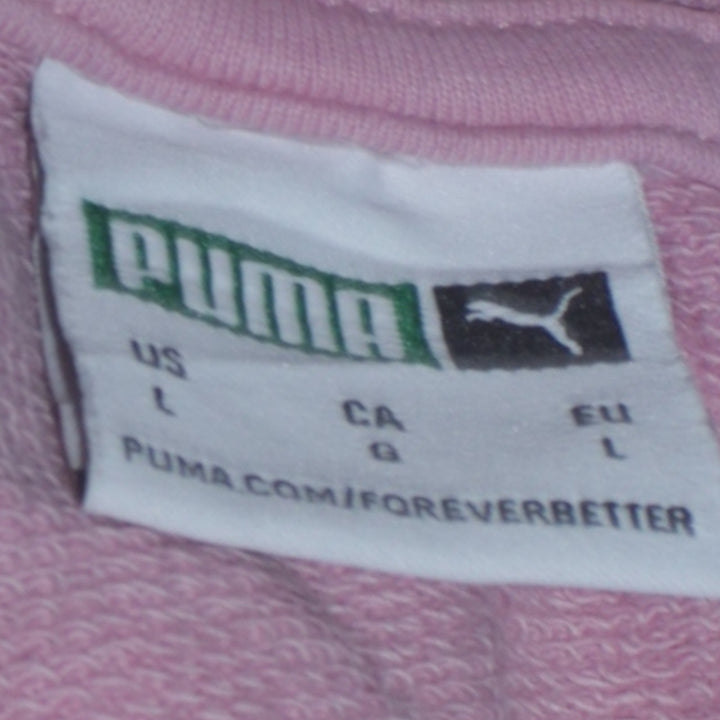 PUMA
US CA EU
L G L
PUMA.COM/FOREVERBETTER